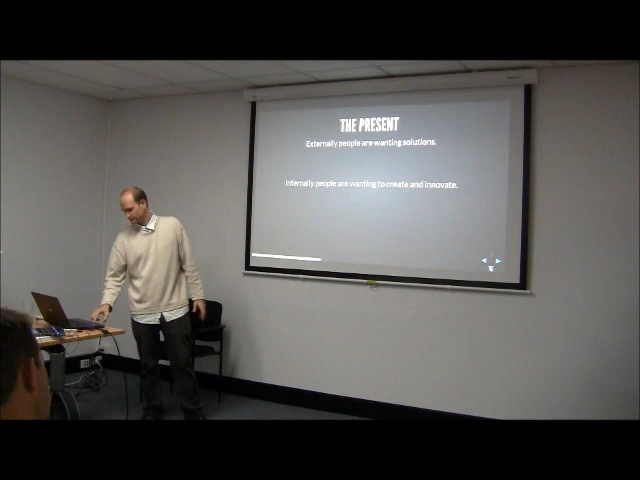 THE PRESENT
Externally people are wanting solutions.
Internally people are wanting to create and innovate.